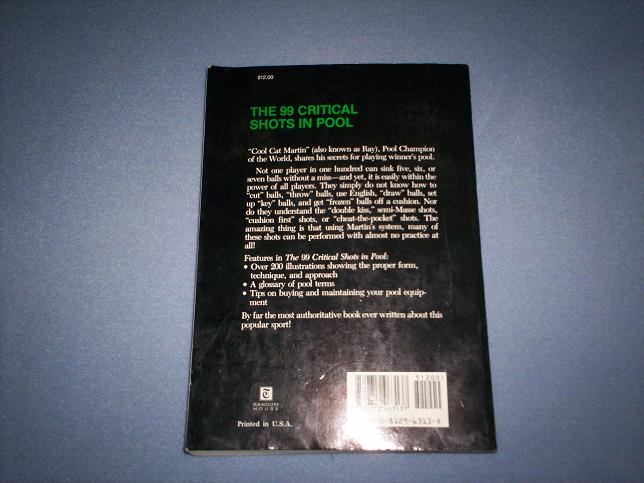 $12.00
THE 99 CRITICAL
SHOTS IN POOL
"Cool Cat Martin" (also known as Ray), Pool Champion
of the World, shares his secrets for playing winner's pool.
Not one player in one hundred can sink five, six, or
seven balls without a miss—and yet, it is easily within the
power of all players. They simply do not know how to
"cut" balls, "throw" balls, use English, "draw" balls, set
up "key" balls, and get "frozen" balls off a cushion. Nor
do they understand the "double kiss," semi-Masse shots,
"cushion first" shots, or "cheat-the-pocket" shots. The
amazing thing is that using Martin's system, many of
these shots can be performed with almost no practice at
all!
Features in The 99 Critical Shots in Pool:
• Over 200 illustrations showing the proper form,
technique, and approach
• A glossary of pool terms
• Tips on buying and maintaining your pool equip-
ment
By far the most authoritative book ever written about this
popular sport!
51200
T
RANDOM
HOUSE
0-8129-6313-X
Printed in U.S.A.